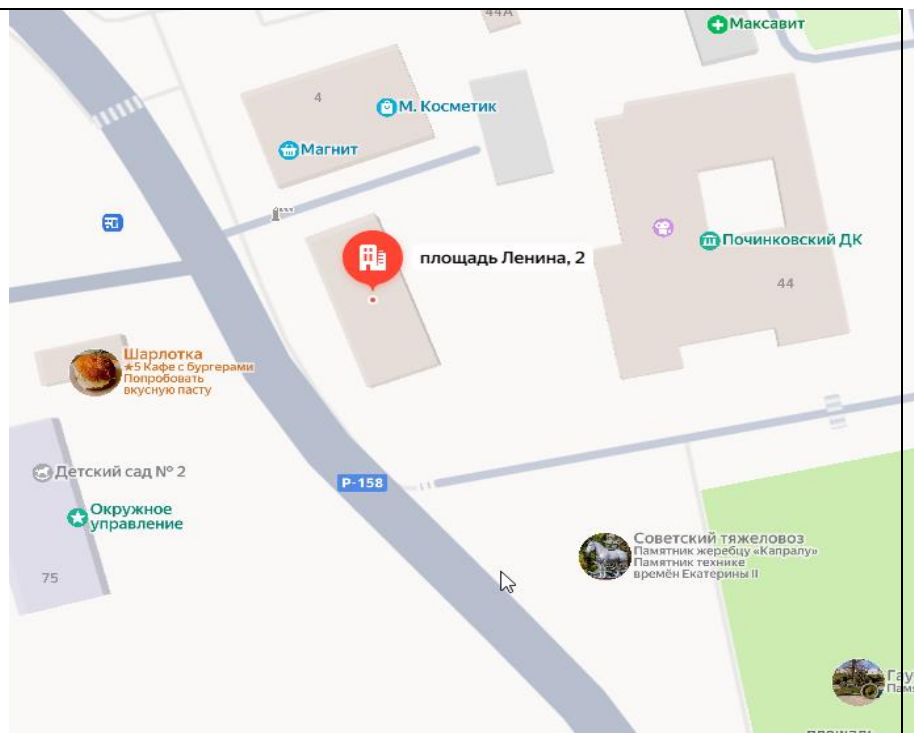 44А
Максавит
4
М. Косметик
Магнит
площадь Ленина, 2
Починковский ДК
44
Шарлотка
★5 Кафе с бургерами
Попробовать
вкусную пасту
Детский сад № 2
Р-158
Окружное
управление
75
Советский тяжеловоз
Памятник жеребцу «Капралу»
Памятник технике
времён Екатерины II